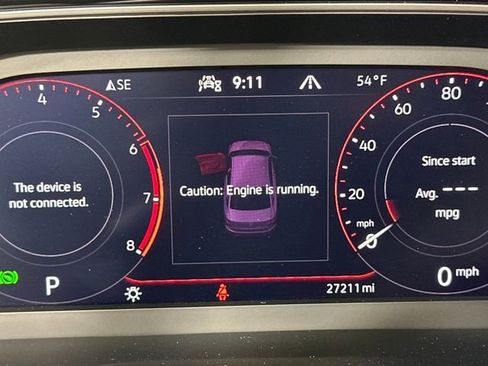 4
5
6
7
8
SE
9:11
54°F
The device is
not connected.
Caution: Engine is running.
80
60
40
20
mph
0
Since start
Avg. ---
mpg
P
27211 mi
0 mph